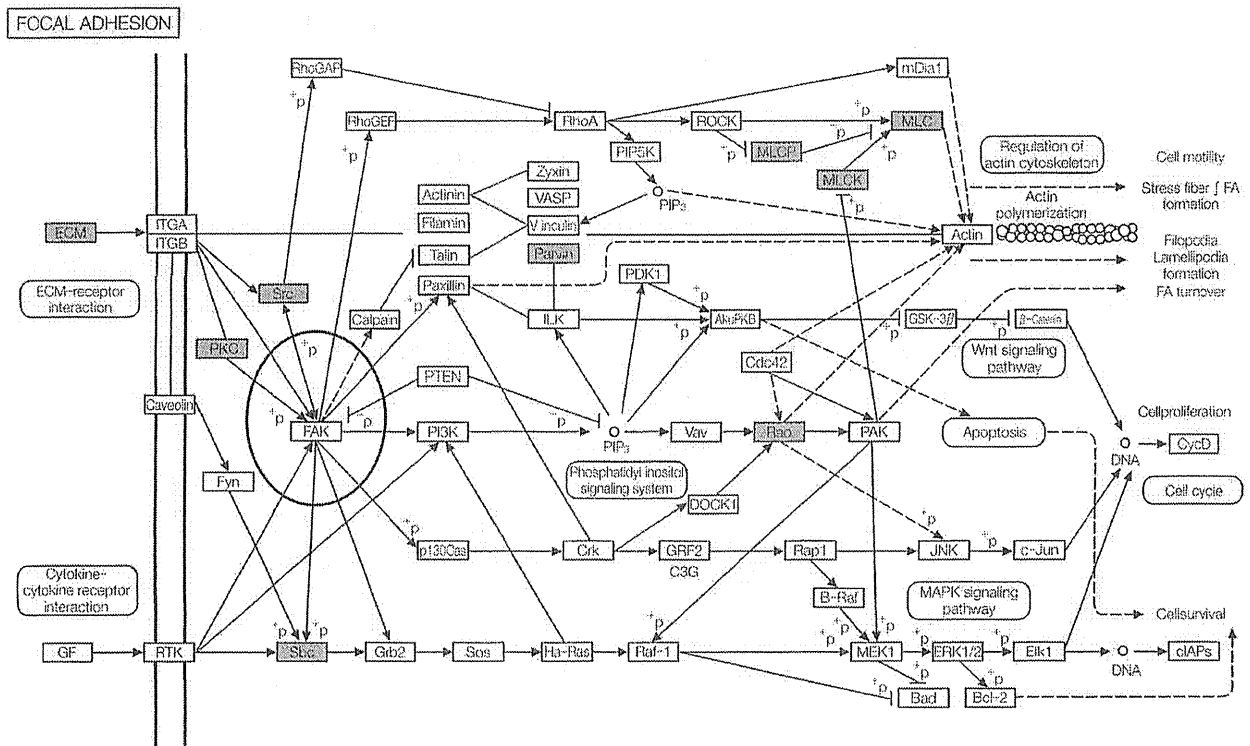 FOCAL ADHESION
RhoGAP
mDia1
+p
RhoGEF
RhoA
ROCK
+p
MLC
+p
PIP5K
+p
MLCP
-p
+p
Regulation of
actin cytoskeleton
Cell motility
Zyxin
Actinin
VASP
MLCK
PIP2
Stress fiber ∫ FA
formation
Actin
polymerization
Filamin
Vinculin
+p
ECM
ITGA
ITGB
Actin
Talin
Parvin
Filopodia
Lamellipodia
formation
PDK1
ECM-receptor
interaction
Src
Paxillin
+p
+p
FA turnover
Calpain
ILK
+p
Akt/PKB
GSK-3β
+p
β-Catenin
PKC
+p
Cdc42
Wnt signaling
pathway
PTEN
Caveolin
+p
-p
-p
Cellproliferation
FAK
PI3K
PIP3
Vav
Rac
PAK
Apoptosis
DNA
CycD
Fyn
Phosphatidyl inositol
signaling system
DOCK1
Cell cycle
+p
+p
+p
p130Cas
Crk
GRF2
C3G
Rap1
JNK
c-Jun
Cytokine-
cytokine receptor
interaction
B-Raf
MAPK signaling
pathway
Cellsurvival
+p
+p
+p
+p
+p
+p
+p
+p
GF
RTK
Shc
Grb2
Sos
Ha-Ras
Raf-1
MEK1
ERK1/2
Elk1
DNA
cIAPs
+p
+p
+p
Bad
Bcl-2